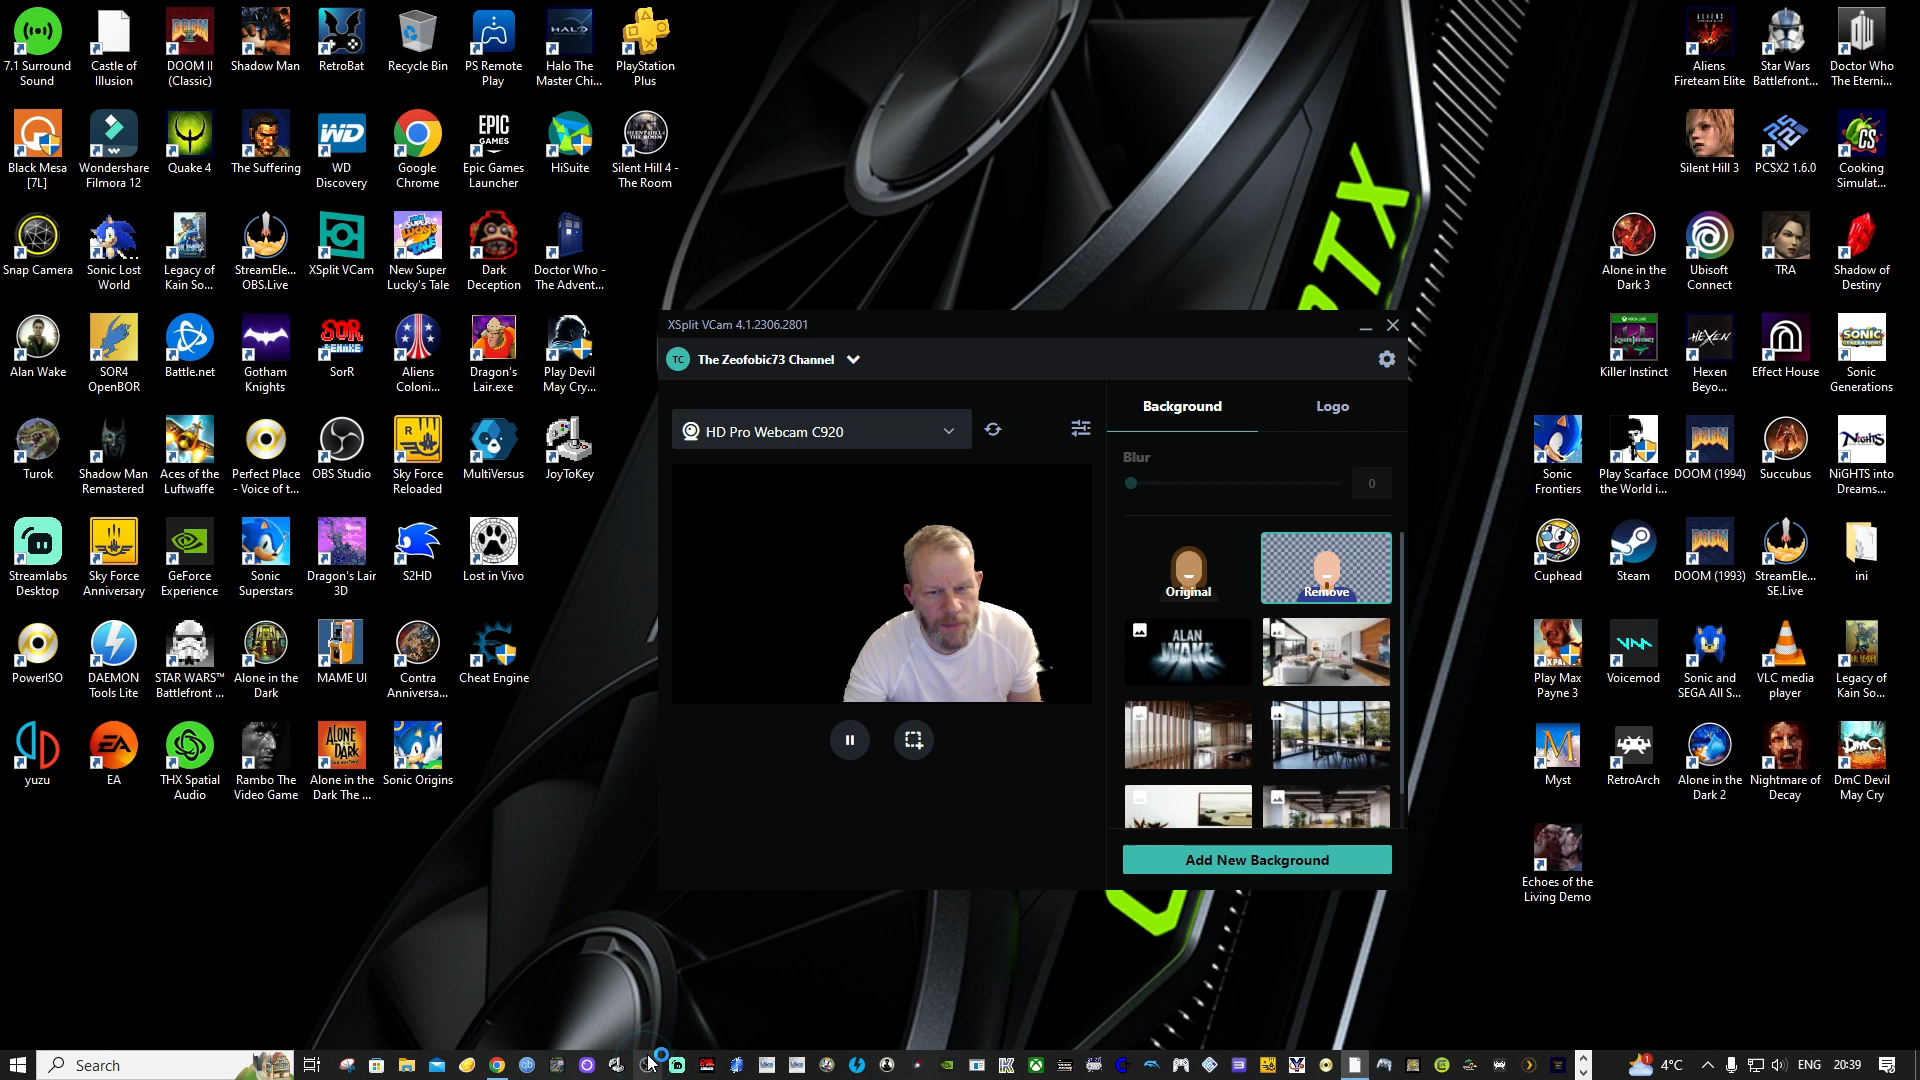 7.1 Surround
Sound
Castle of
Illusion
DOOM II
(Classic)
Shadow Man
RetroBat
Recycle Bin
PS Remote
Play
HALO
Halo The
Master Chi...
PlayStation
Plus
Black Mesa
[7L]
Wondershare
Filmora 12
Quake 4
The Suffering
WD
WD
Discovery
Google
Chrome
EPIC
GAMES
Epic Games
Launcher
HiSuite
Silent Hill 4 -
The Room
Snap Camera
Sonic Lost
World
Legacy of
Kain So...
StreamEle...
OBS.Live
XSplit VCam
New Super
Lucky's Tale
Dark
Deception
Doctor Who -
The Advent...
Alan Wake
SOR4
OpenBOR
Battle.net
Gotham
Knights
SorR
Aliens
Coloni...
Dragon's
Lair.exe
Play Devil
May Cry...
Turok
Shadow Man
Remastered
Aces of the
Luftwaffe
Perfect Place
- Voice of t...
OBS Studio
Sky Force
Reloaded
MultiVersus
JoyToKey
Streamlabs
Desktop
Sky Force
Anniversary
GeForce
Experience
Sonic
Superstars
Dragon's Lair
3D
S2HD
Lost in Vivo
PowerISO
DAEMON
Tools Lite
STAR WARS™
Battlefront ...
Alone in the
Dark
MAME UI
Contra
Anniversa...
Cheat Engine
yuzu
EA
EA
THX Spatial
Audio
Rambo The
Video Game
Alone in the
Dark The ...
Sonic Origins
RTX
XSplit VCam 4.1.2306.2801
TC
The Zeofobic73 Channel
HD Pro Webcam C920
Background
Logo
Blur
0
Original
Remove
ALAN
WAKE
Add New Background
Aliens
Fireteam Elite
Star Wars
Battlefront...
Doctor Who
The Eterni...
Silent Hill 3
PCSX2 1.6.0
CS
Cooking
Simulat...
Alone in the
Dark 3
Ubisoft
Connect
TRA
Shadow of
Destiny
Killer Instinct
HEXEN
Hexen
Beyo...
Effect House
SONIC
Sonic
Generations
Sonic
Frontiers
Play Scarface
the World i...
DOOM
DOOM (1994)
Succubus
NiGHTS
NiGHTS into
Dreams...
Cuphead
Steam
DOOM
DOOM (1993)
StreamEle...
SE.Live
ini
Play Max
Payne 3
Voicemod
Sonic and
SEGA All S...
VLC media
player
Legacy of
Kain So...
Myst
RetroArch
Alone in the
Dark 2
Nightmare of
Decay
DmC Devil
May Cry
Echoes of the
Living Demo
Search
1
4°C
ENG
20:39